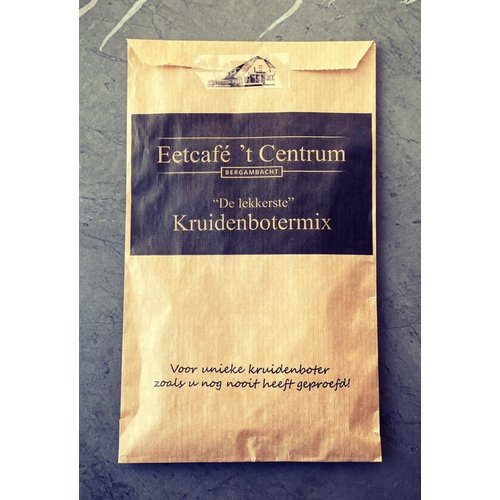 Eetcafé 't Centrum
BERGAMBACHT
“De lekkerste”
Kruidenbotermix
Voor unieke kruidenboter
zoals u nog nooit heeft geproefd!